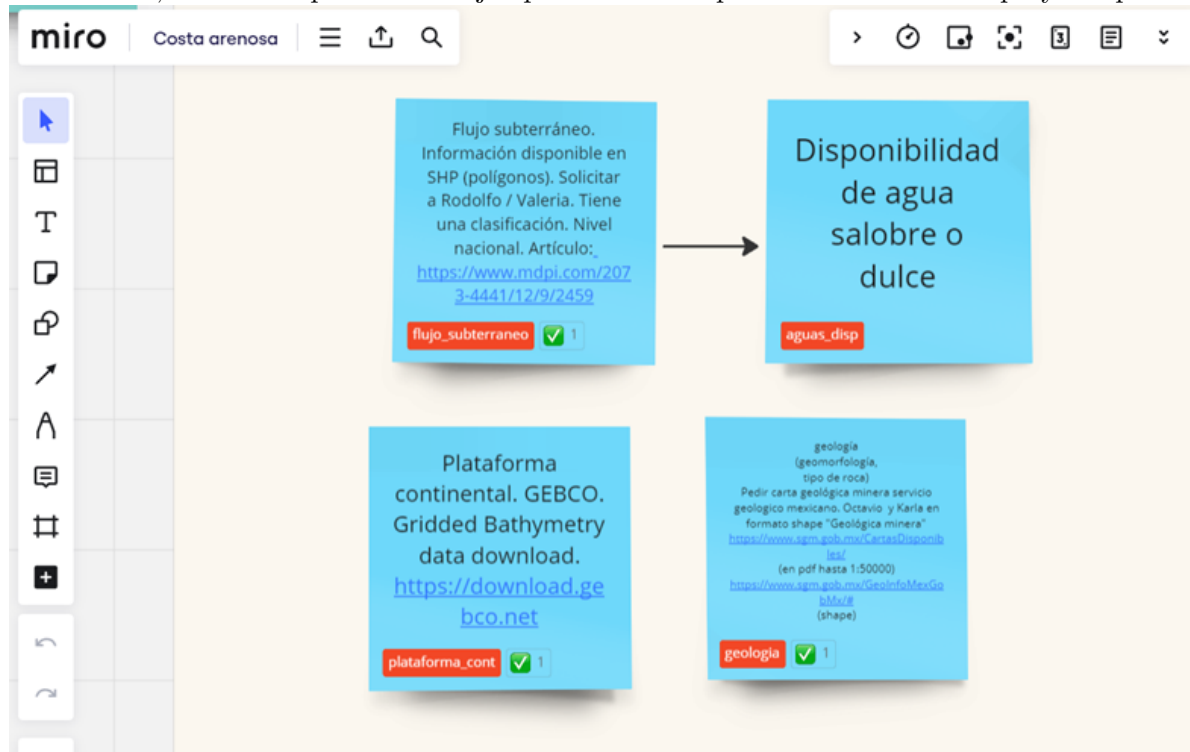 miro
Costa arenosa
3
Flujo subterráneo.
Información disponible en
SHP (polígonos). Solicitar
a Rodolfo / Valeria. Tiene
una clasificación. Nivel
nacional. Artículo:
https://www.mdpi.com/207
3-4441/12/9/2459
flujo_subterraneo
1
Disponibilidad
de agua
salobre o
dulce
aguas_disp
T
Plataforma
continental. GEBCO.
Gridded Bathymetry
data download.
https://download.ge
bco.net
plataforma_cont
1
geología
(geomorfología,
tipo de roca)
Pedir carta geológica minera servicio
geologico mexicano. Octavio y Karla en
formato shape "Geológica minera"
https://www.sgm.gob.mx/CartasDisponib
les/
(en pdf hasta 1:50000)
https://www.sgm.gob.mx/GeoInfoMexGo
bMx/#
(shape)
geologia
1